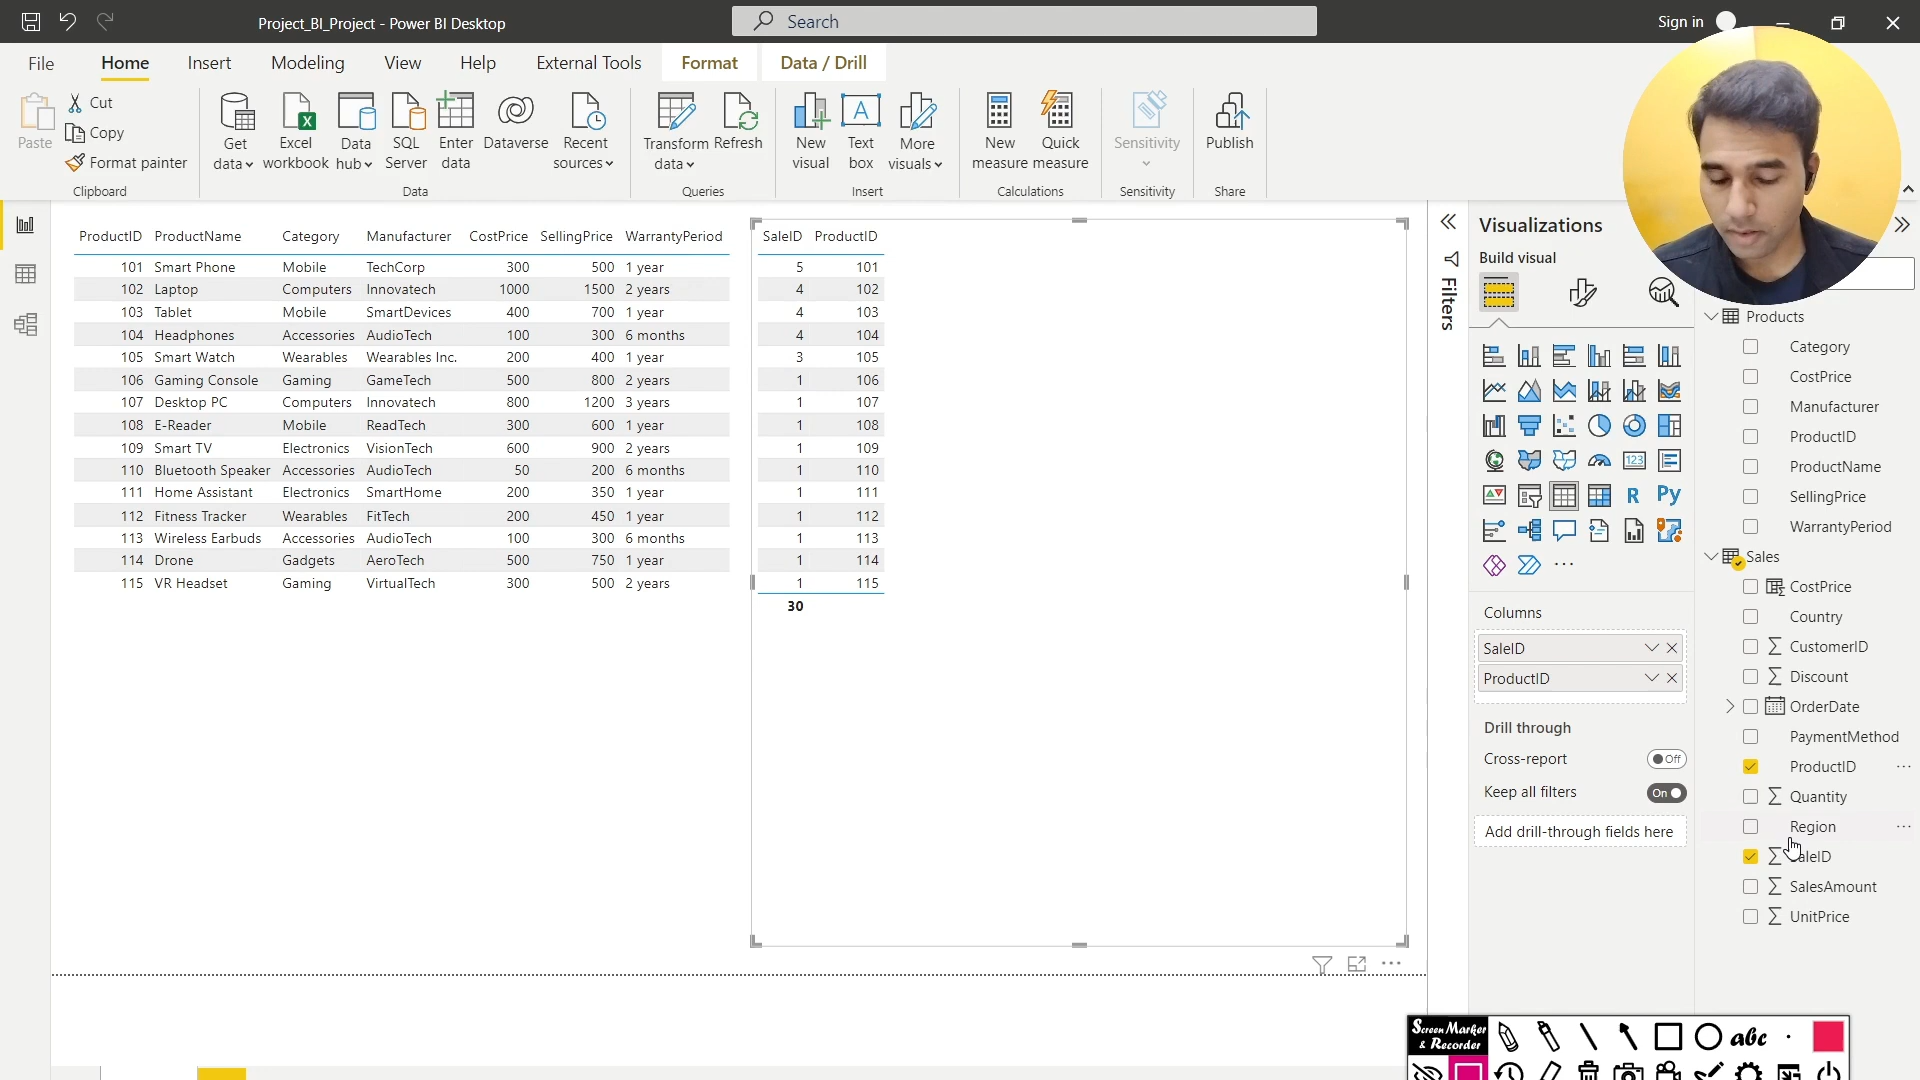 Project_BI_Project - Power BI Desktop
Search
Sign in
File Home Insert Modeling View Help External Tools Format Data / Drill
Paste
Cut
Copy
Format painter
Clipboard
Get data
Excel workbook
Data hub
SQL Server
Enter data
Dataverse
Recent sources
Data
Transform data
Refresh
Queries
New visual
Text box
More visuals
Insert
New measure
Quick measure
Calculations
Sensitivity
Sensitivity
Publish
Share
ProductID ProductName Category Manufacturer CostPrice SellingPrice WarrantyPeriod
101 Smart Phone Mobile TechCorp 300 500 1 year
102 Laptop Computers Innovatech 1000 1500 2 years
103 Tablet Mobile SmartDevices 400 700 1 year
104 Headphones Accessories AudioTech 100 300 6 months
105 Smart Watch Wearables Wearables Inc. 200 400 1 year
106 Gaming Console Gaming GameTech 500 800 2 years
107 Desktop PC Computers Innovatech 800 1200 3 years
108 E-Reader Mobile ReadTech 300 600 1 year
109 Smart TV Electronics VisionTech 600 900 2 years
110 Bluetooth Speaker Accessories AudioTech 50 200 6 months
111 Home Assistant Electronics SmartHome 200 350 1 year
112 Fitness Tracker Wearables FitTech 200 450 1 year
113 Wireless Earbuds Accessories AudioTech 100 300 6 months
114 Drone Gadgets AeroTech 500 750 1 year
115 VR Headset Gaming VirtualTech 300 500 2 years
SaleID ProductID
5 101
4 102
4 103
4 104
3 105
1 106
1 107
1 108
1 109
1 110
1 111
1 112
1 113
1 114
1 115
30
Filters
Visualizations
Build visual
123
R
Py
Columns
SaleID
ProductID
Drill through
Cross-report
Off
Keep all filters
On
Add drill-through fields here
Products
Category
CostPrice
Manufacturer
ProductID
ProductName
SellingPrice
WarrantyPeriod
Sales
CostPrice
Country
CustomerID
Discount
OrderDate
PaymentMethod
ProductID
Quantity
Region
SaleID
SalesAmount
UnitPrice
Screen Marker
& Recorder
abc